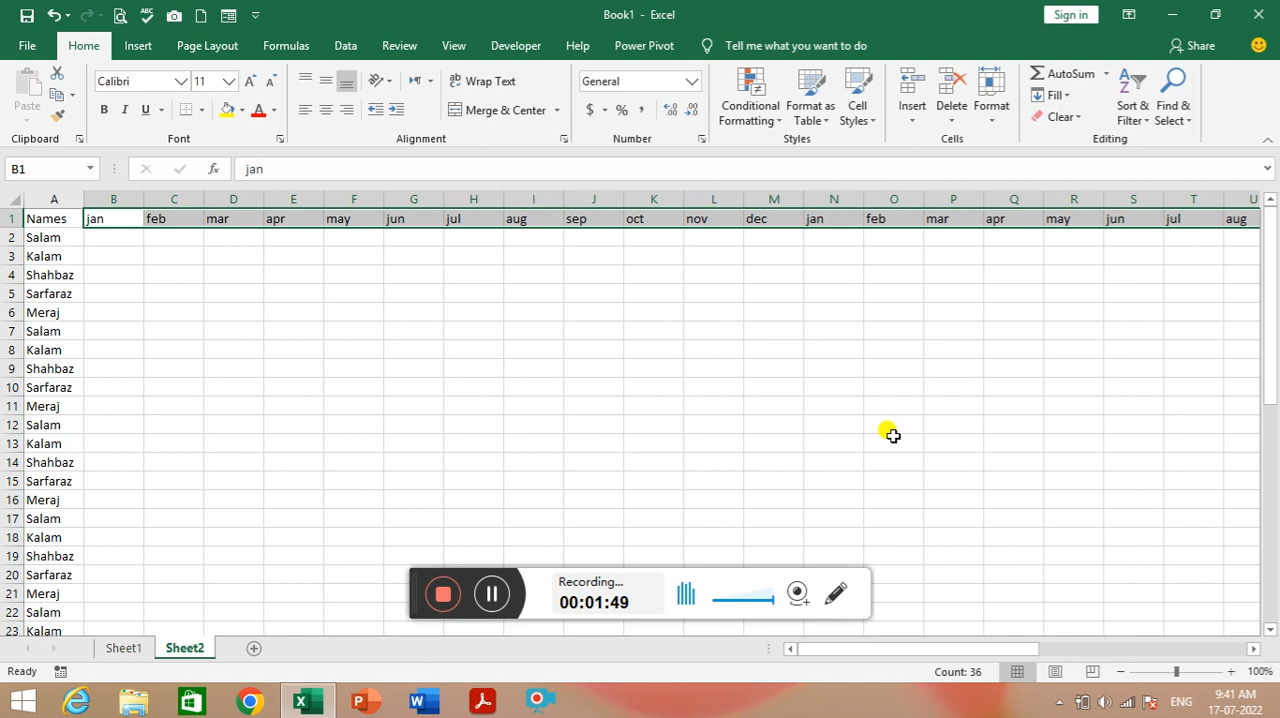 Book1 - Excel
Sign in
File Home Insert Page Layout Formulas Data Review View Developer Help Power Pivot Tell me what you want to do Share
Paste
Calibri 11
Wrap Text
General
Conditional Formatting
Format as Table
Cell Styles
Insert
Delete
Format
AutoSum
Sort & Filter
Find & Select
B I U
Merge & Center
$ % ,
Fill
Clear
Clipboard Font Alignment Number Styles Cells Editing
B1 fx jan
A B C D E F G H I J K L M N O P Q R S T U
1 Names jan feb mar apr may jun jul aug sep oct nov dec jan feb mar apr may jun jul aug
2 Salam
3 Kalam
4 Shahbaz
5 Sarfaraz
6 Meraj
7 Salam
8 Kalam
9 Shahbaz
10 Sarfaraz
11 Meraj
12 Salam
13 Kalam
14 Shahbaz
15 Sarfaraz
16 Meraj
17 Salam
18 Kalam
19 Shahbaz
20 Sarfaraz
21 Meraj
22 Salam
23 Kalam
Recording...
00:01:49
Sheet1 Sheet2
Ready Count: 36 100%
ENG 9:41 AM
17-07-2022